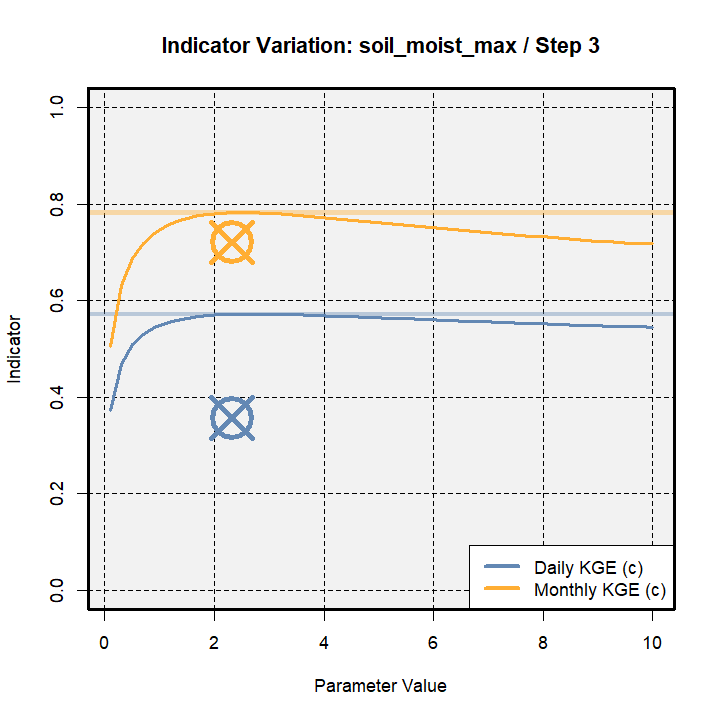 Indicator Variation: soil_moist_max / Step 3
Indicator
1.0
0.8
0.6
0.4
0.2
0.0
0 2 4 6 8 10
Parameter Value
Daily KGE (c)
Monthly KGE (c)